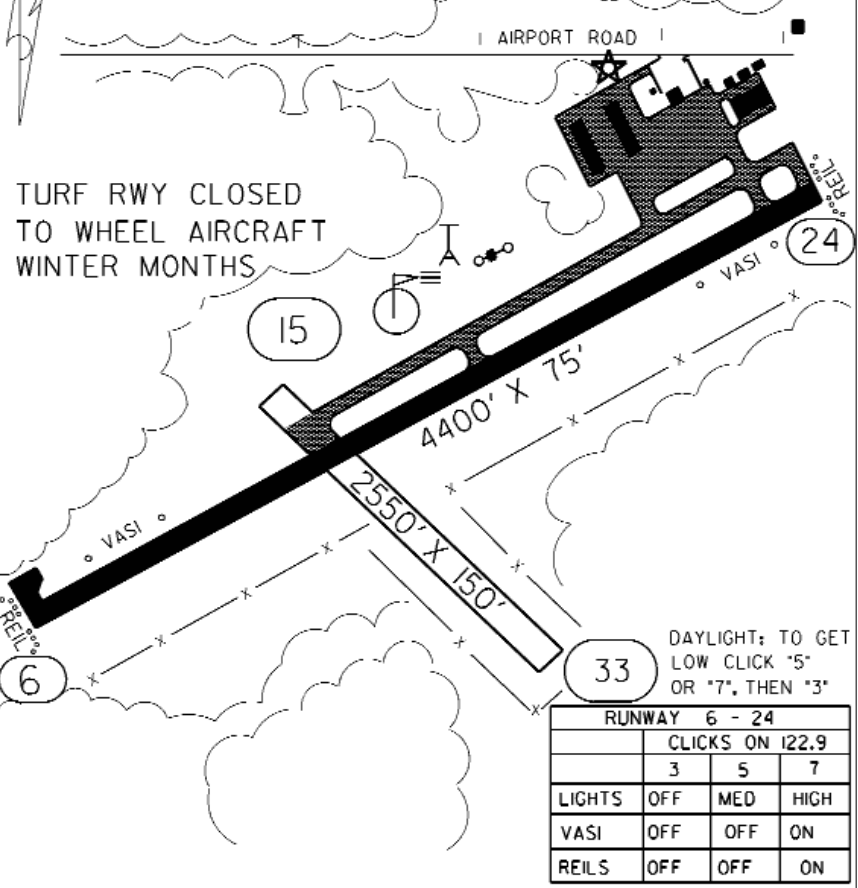 AIRPORT ROAD
TURF RWY CLOSED
TO WHEEL AIRCRAFT
WINTER MONTHS
REIL
24
VASI
15
4400' X 75'
2550' X 150'
VASI
REIL
6
33
DAYLIGHT: TO GET
LOW CLICK "5"
OR "7", THEN "3"
RUNWAY 6 - 24
CLICKS ON 122.9
3 5 7
LIGHTS OFF MED HIGH
VASI OFF OFF ON
REILS OFF OFF ON